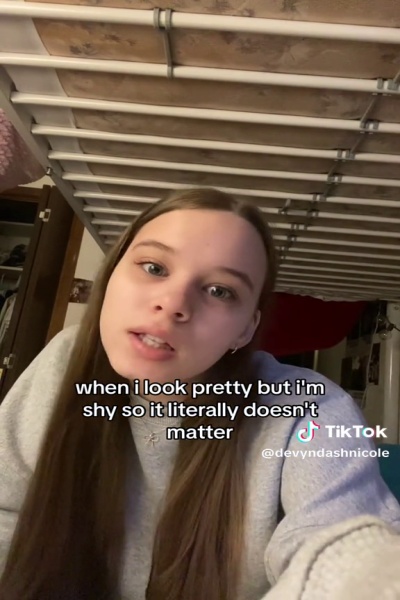 when i look pretty but i'm
shy so it literally doesn't
matter
TikTok
@devyndashnicole